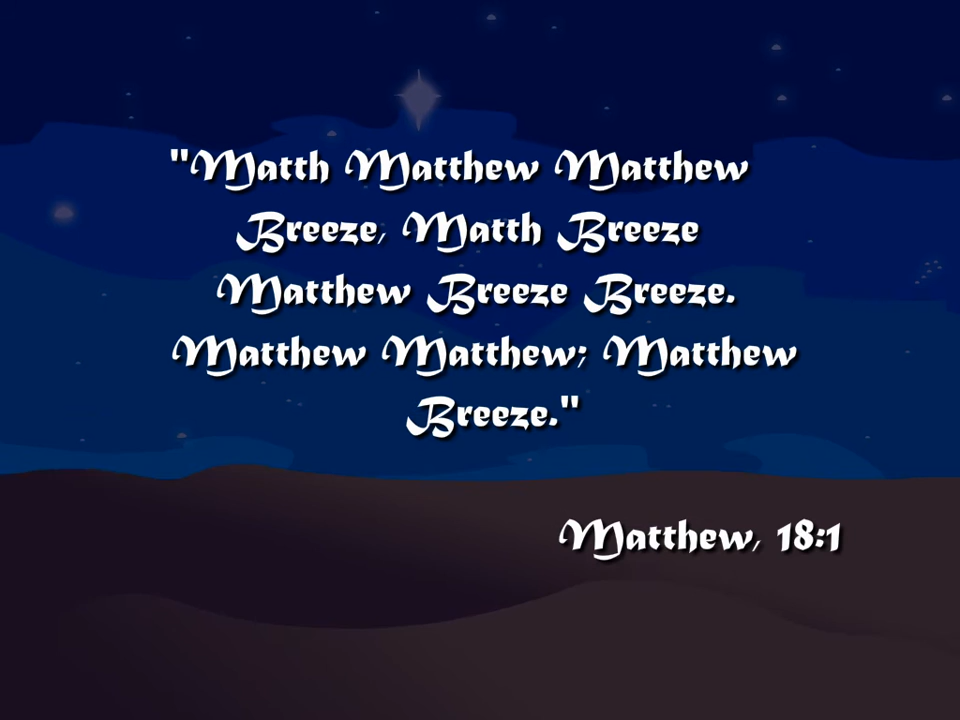 "Matth Matthew Matthew
Breeze, Matth Breeze
Matthew Breeze Breeze.
Matthew Matthew; Matthew
Breeze."
Matthew, 18:1